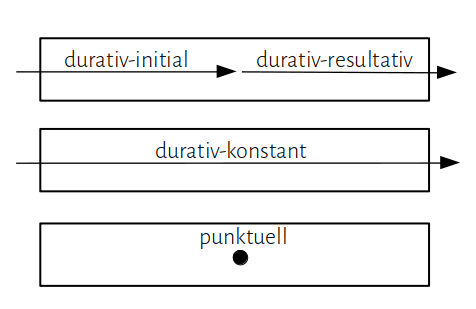 durativ-initial durativ-resultativ
durativ-konstant
punktuell